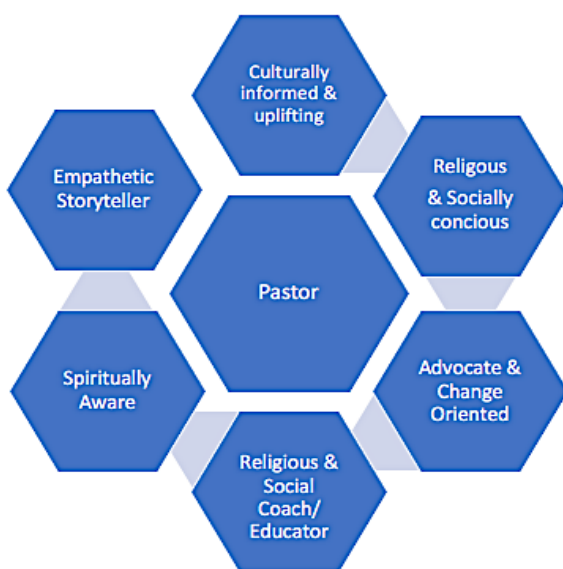 Culturally
informed &
uplifting
Religous
& Socially
concious
Advocate &
Change
Oriented
Religious &
Social
Coach/
Educator
Spiritually
Aware
Empathetic
Storyteller
Pastor